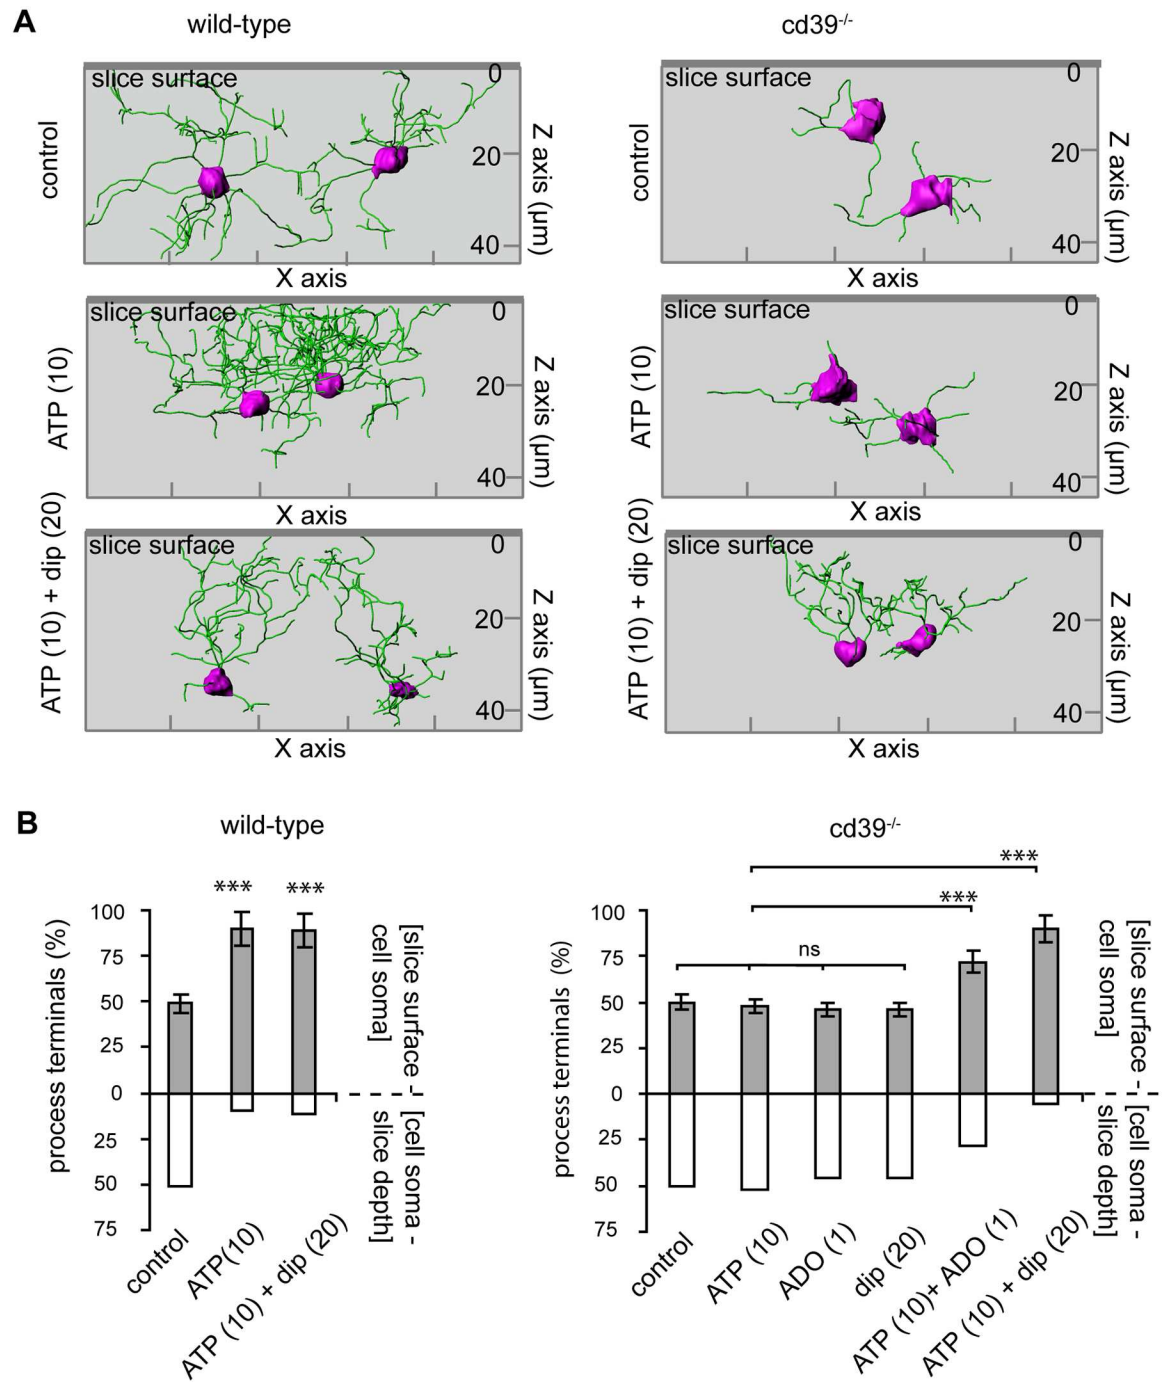 A
wild-type
cd39-/-
slice surface
0
20
40
control
Z axis (µm)
X axis
slice surface
0
20
40
control
Z axis (µm)
X axis
slice surface
0
20
40
ATP (10)
Z axis (µm)
X axis
slice surface
0
20
40
ATP (10)
Z axis (µm)
X axis
slice surface
0
20
40
ATP (10) + dip (20)
Z axis (µm)
X axis
slice surface
0
20
40
ATP (10) + dip (20)
Z axis (µm)
X axis
B
wild-type
***
***
process terminals (%)
100
75
50
25
0
25
50
75
[slice surface -
cell soma]
[cell soma -
slice depth]
control
ATP(10)
ATP (10) + dip (20)
cd39-/-
***
***
ns
process terminals (%)
100
75
50
25
0
25
50
75
[slice surface -
cell soma]
[cell soma -
slice depth]
control
ATP (10)
ADO (1)
dip (20)
ATP (10)+ ADO (1)
ATP (10) + dip (20)